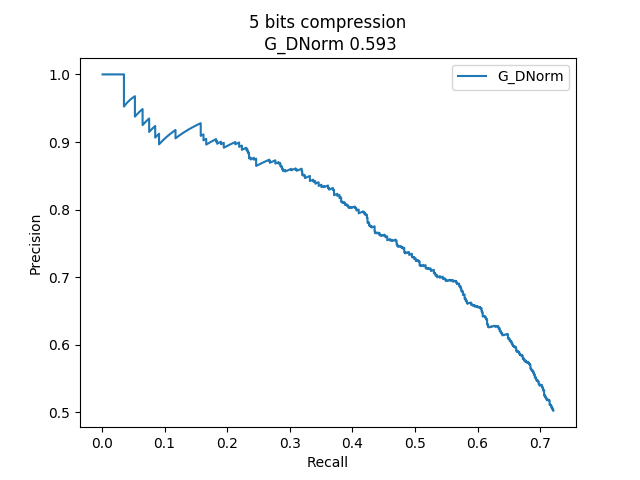 5 bits compression
G_DNorm 0.593
G_DNorm
1.0
0.9
0.8
0.7
0.6
0.5
Precision
0.0 0.1 0.2 0.3 0.4 0.5 0.6 0.7
Recall